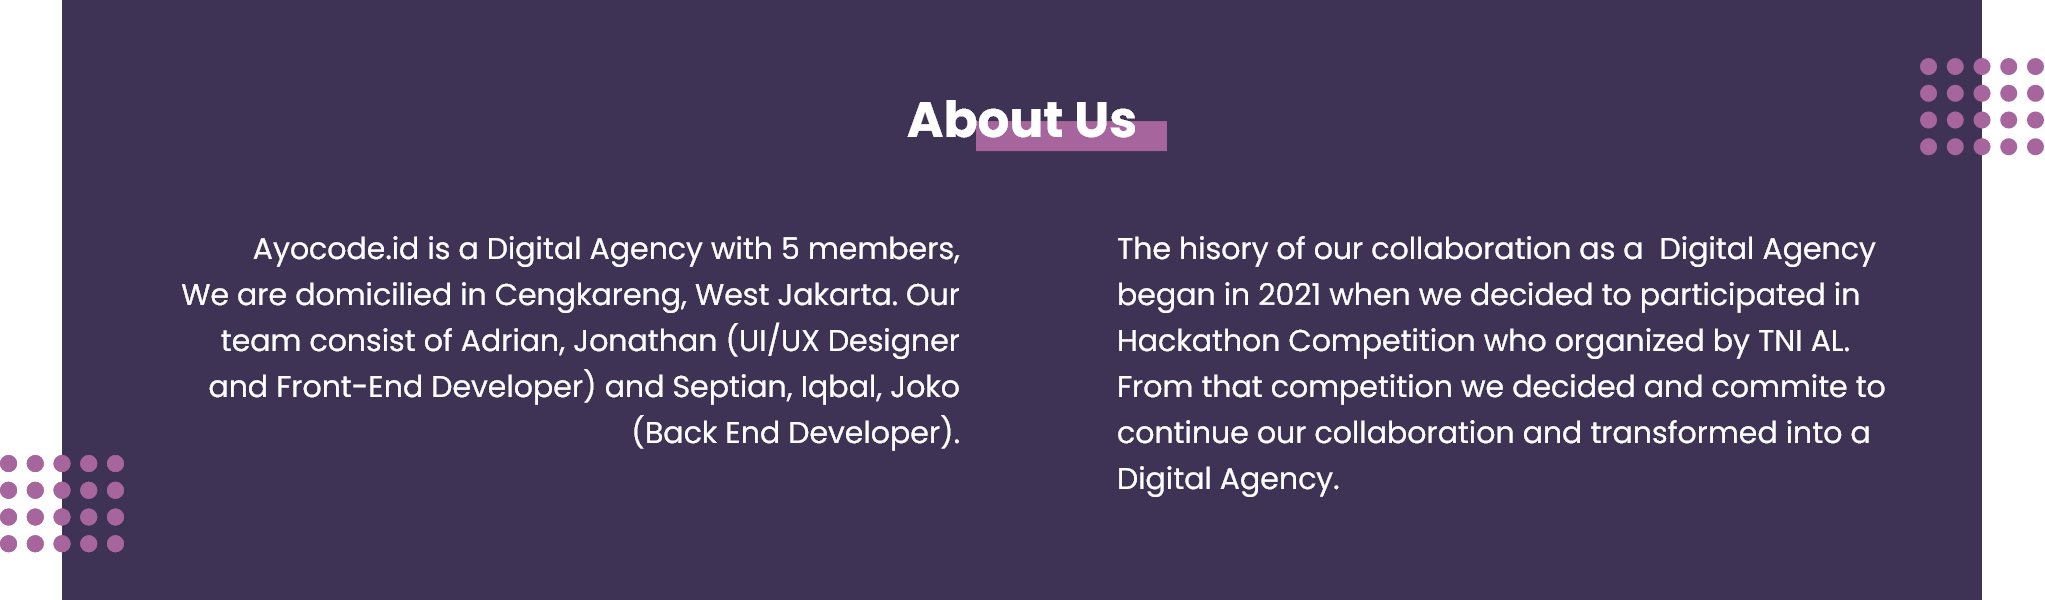 About Us
Ayocode.id is a Digital Agency with 5 members,
We are domicilied in Cengkareng, West Jakarta. Our
team consist of Adrian, Jonathan (UI/UX Designer
and Front-End Developer) and Septian, Iqbal, Joko
(Back End Developer).
The hisory of our collaboration as a  Digital Agency
began in 2021 when we decided to participated in
Hackathon Competition who organized by TNI AL.
From that competition we decided and commite to
continue our collaboration and transformed into a
Digital Agency.